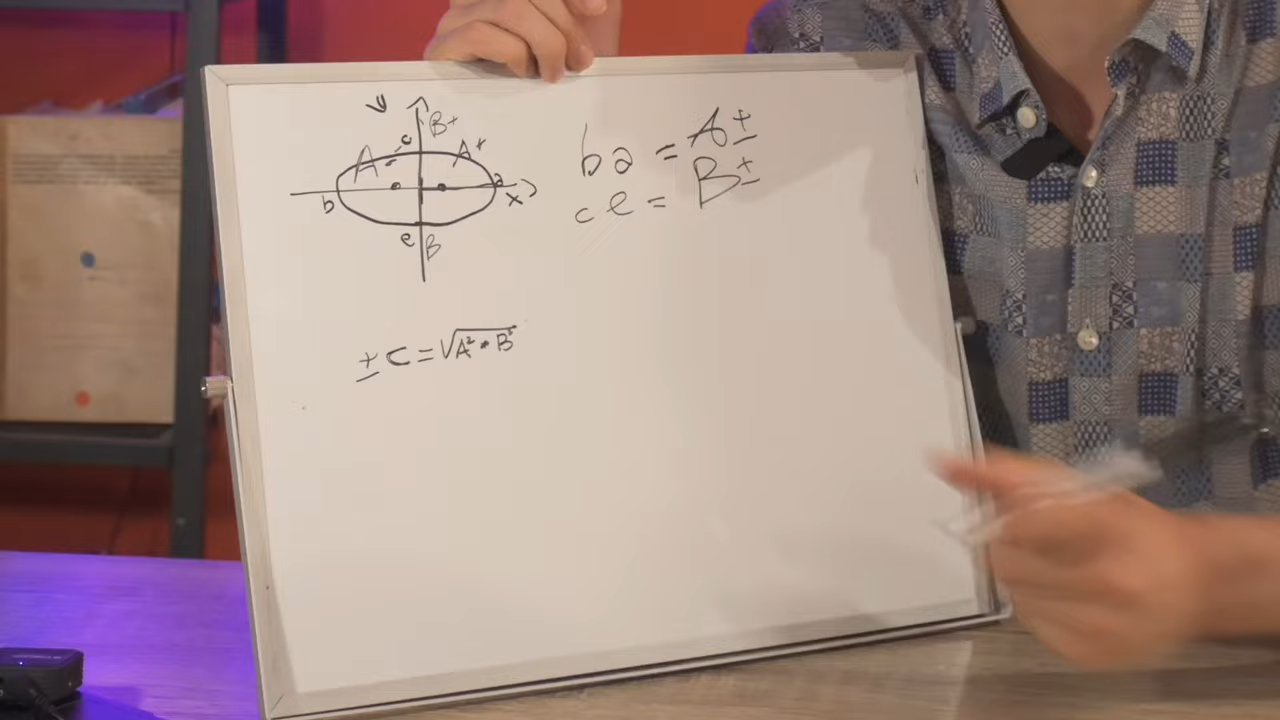 y
B+
c
A
A+
a
b
x
e
B
ba = A±
ce = B±
± c = √A² - B²